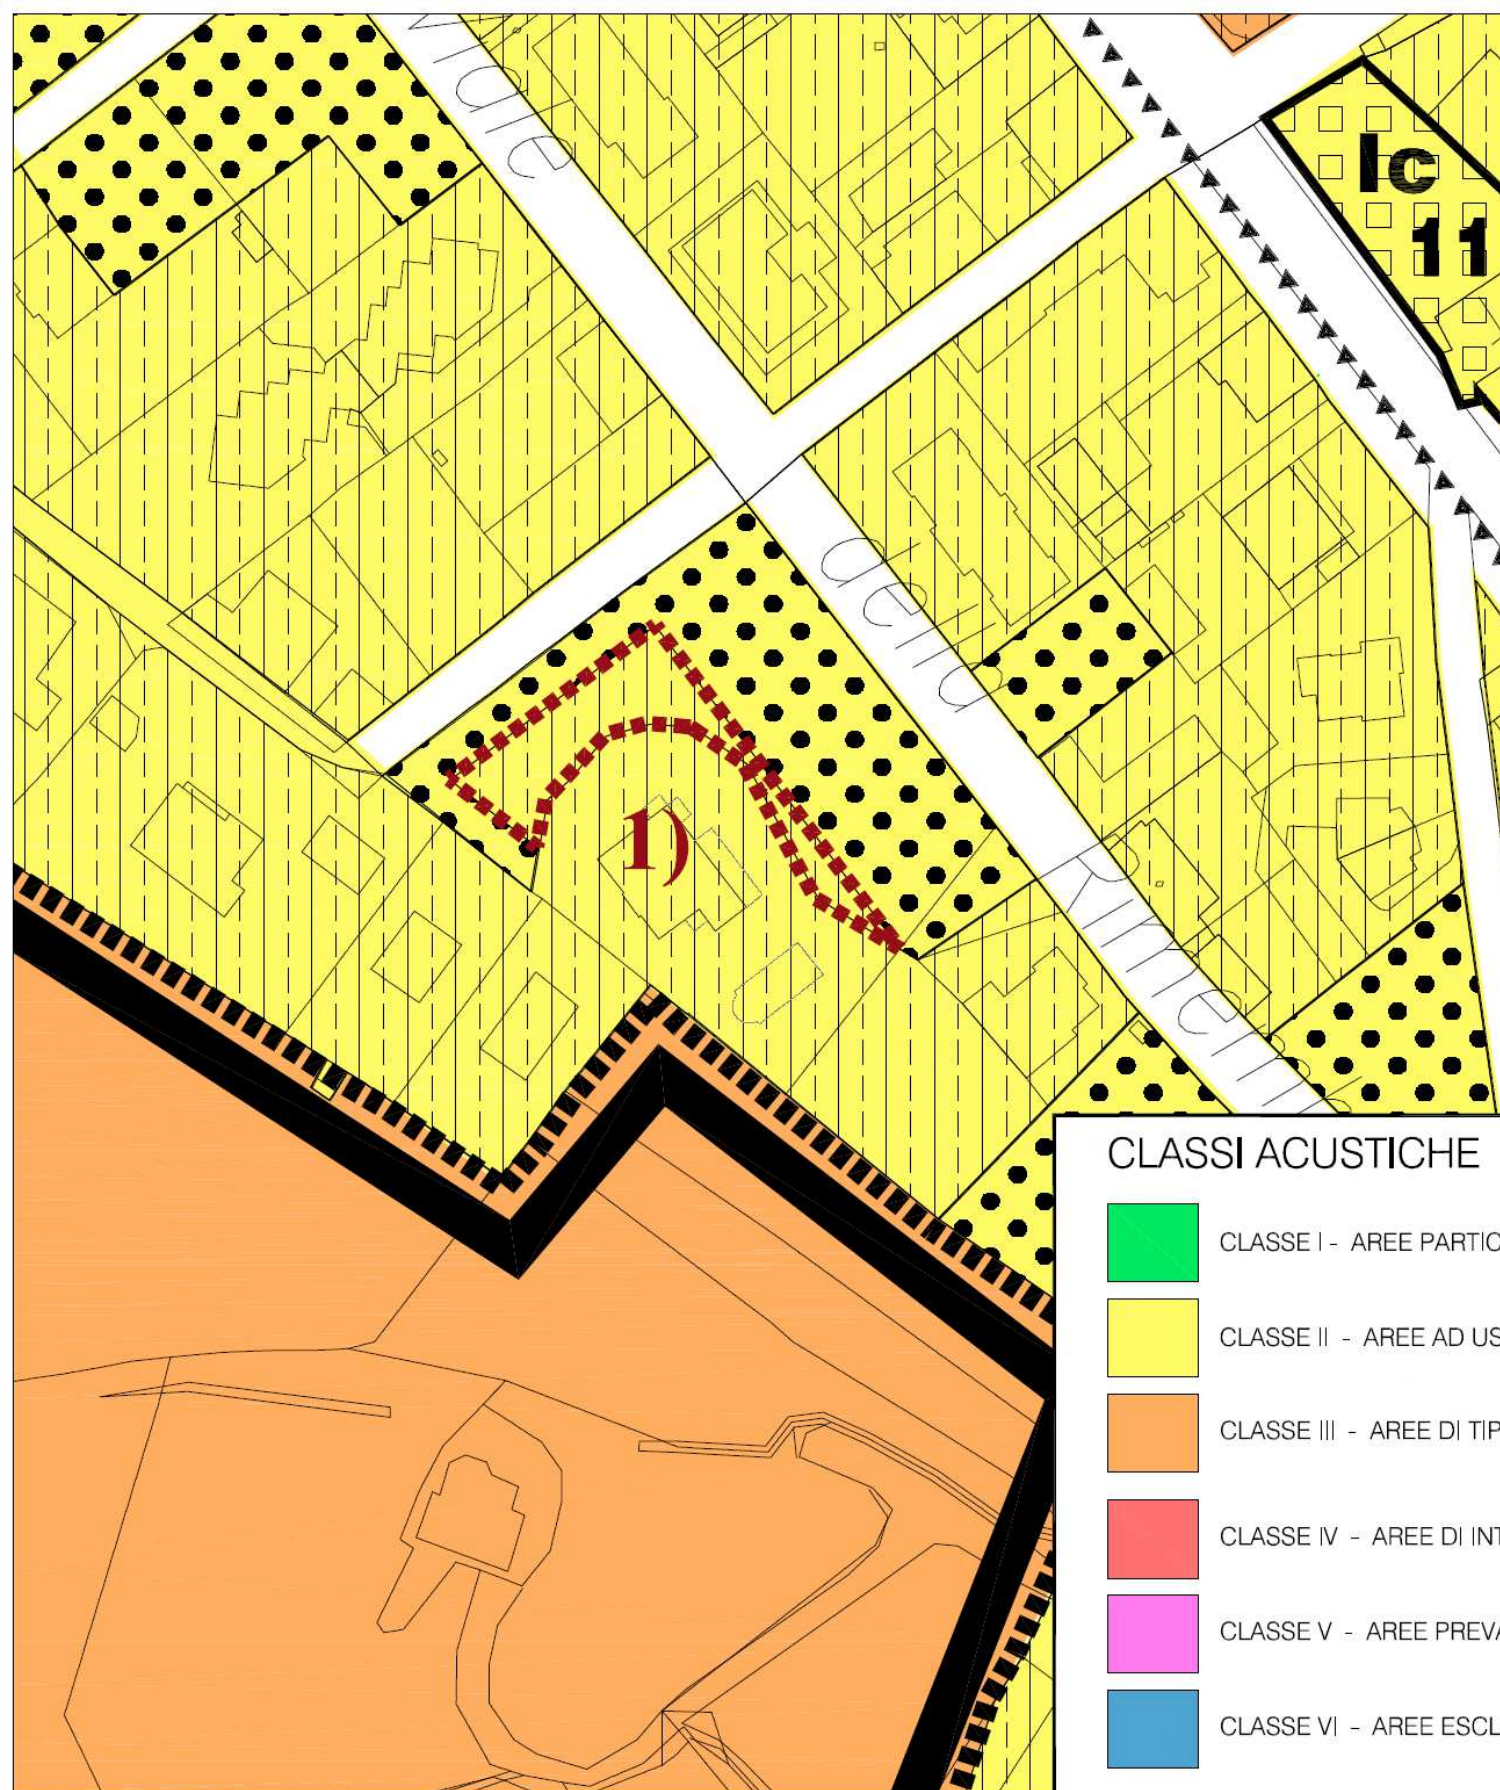 Viale
della
Ic
11
1)
CLASSI ACUSTICHE
CLASSE I - AREE PARTIC
CLASSE II - AREE AD US
CLASSE III - AREE DI TIP
CLASSE IV - AREE DI INT
CLASSE V - AREE PREVA
CLASSE VI - AREE ESCL